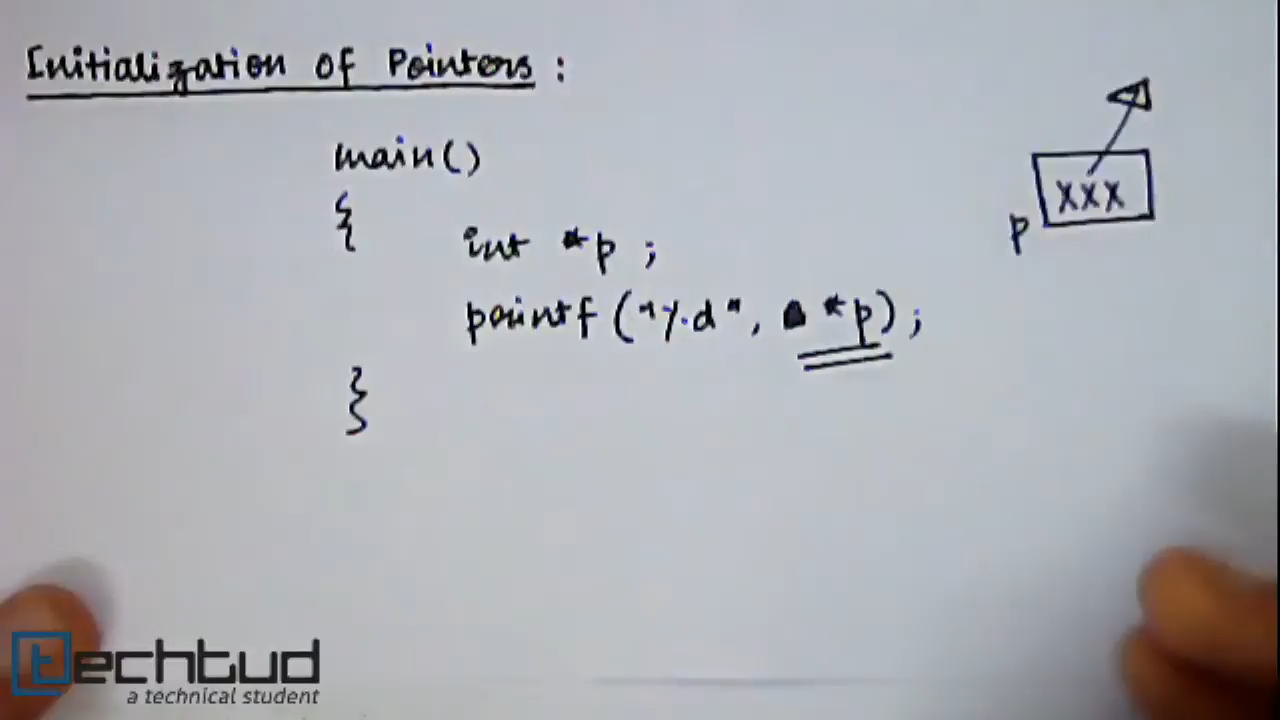 Initialization of Pointers :
main()
{
int *p ;
printf ("%d", *p);
}
XXX
p
techtud
a technical student